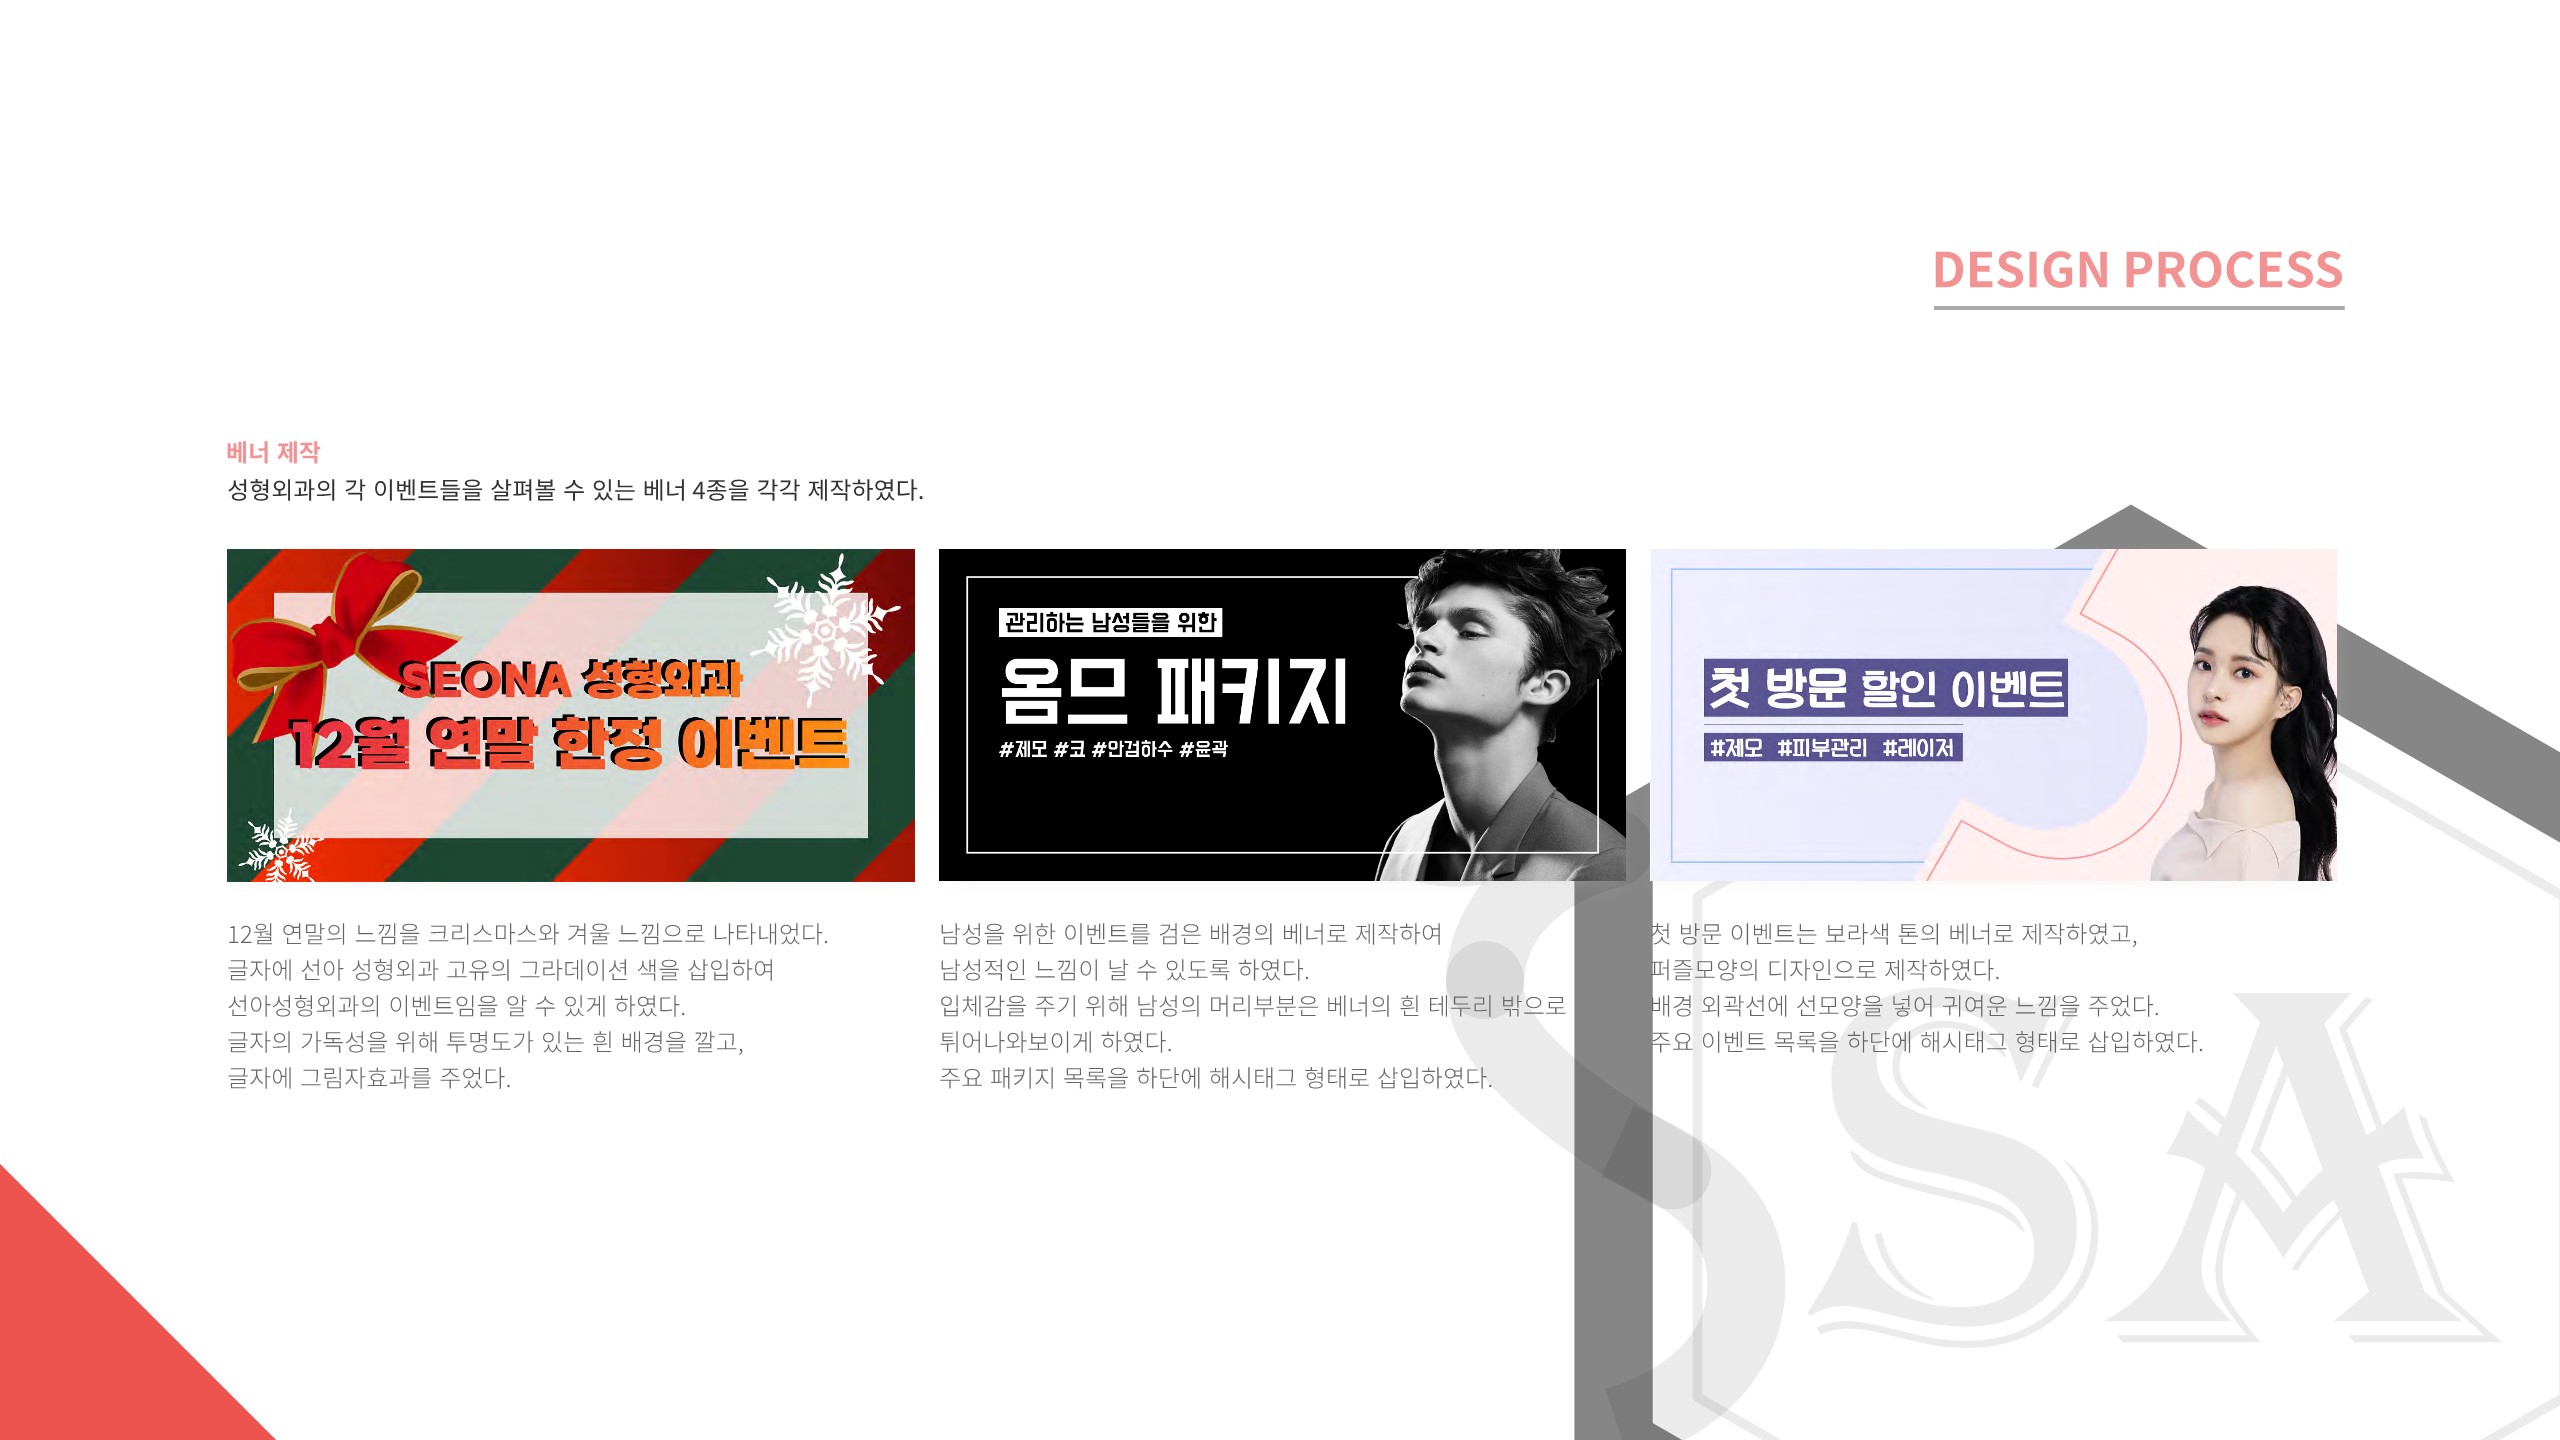 DESIGN PROCESS
베너 제작
성형외과의 각 이벤트들을 살펴볼 수 있는 베너 4종을 각각 제작하였다.
SEONA 성형외과
12월 연말 한정 이벤트
관리하는 남성들을 위한
옴므 패키지
#제모 #코 #안검하수 #윤곽
첫 방문 할인 이벤트
#제모 #피부관리 #레이저
12월 연말의 느낌을 크리스마스와 겨울 느낌으로 나타내었다.
글자에 선아 성형외과 고유의 그라데이션 색을 삽입하여
선아성형외과의 이벤트임을 알 수 있게 하였다.
글자의 가독성을 위해 투명도가 있는 흰 배경을 깔고,
글자에 그림자효과를 주었다.
남성을 위한 이벤트를 검은 배경의 베너로 제작하여
남성적인 느낌이 날 수 있도록 하였다.
입체감을 주기 위해 남성의 머리부분은 베너의 흰 테두리 밖으로
튀어나와보이게 하였다.
주요 패키지 목록을 하단에 해시태그 형태로 삽입하였다.
첫 방문 이벤트는 보라색 톤의 베너로 제작하였고,
퍼즐모양의 디자인으로 제작하였다.
배경 외곽선에 선모양을 넣어 귀여운 느낌을 주었다.
주요 이벤트 목록을 하단에 해시태그 형태로 삽입하였다.
SA